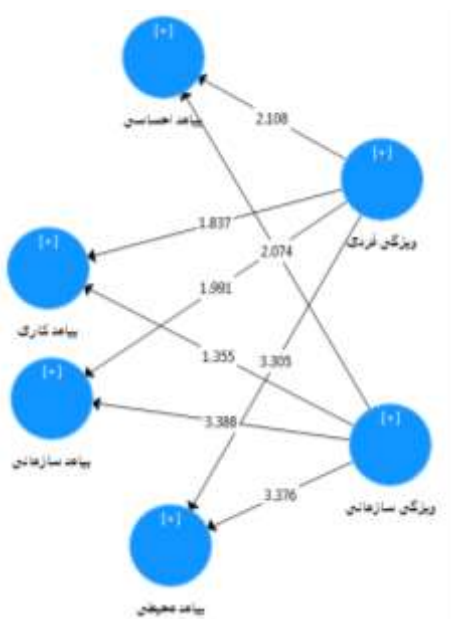 [+]
پیامد احساسی
2.108
[+]
ویژگی فردی
1.837
[+]
2.074
پیامد کاری
1.991
1.355
3.305
[+]
پیامد سازمانی
3.388
[+]
ویژگی سازمانی
3.376
[+]
پیامد محیطی